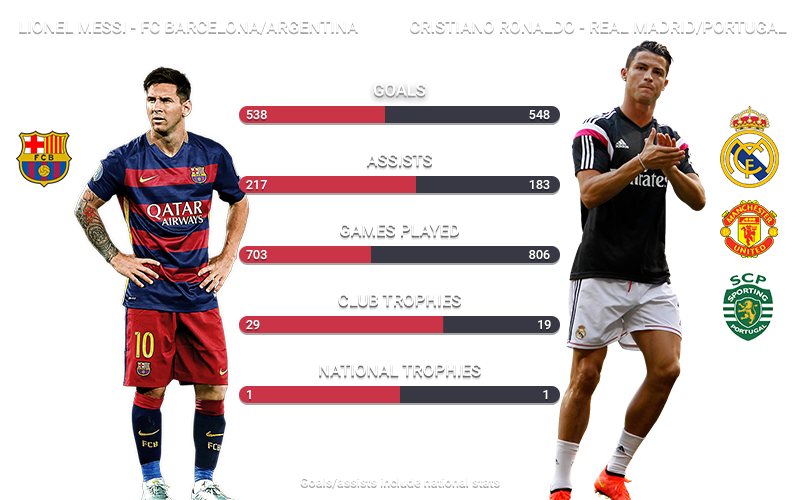 LIONEL MESSI - FC BARCELONA/ARGENTINA
CRISTIANO RONALDO - REAL MADRID/PORTUGAL
GOALS
538 548
ASSISTS
217 183
GAMES PLAYED
703 806
CLUB TROPHIES
29 19
NATIONAL TROPHIES
1 1
Goals/assists include national stats
FCB
QATAR
AIRWAYS
10
FCB
Emirates
MANCHESTER
UNITED
SCP
SPORTING
PORTUGAL